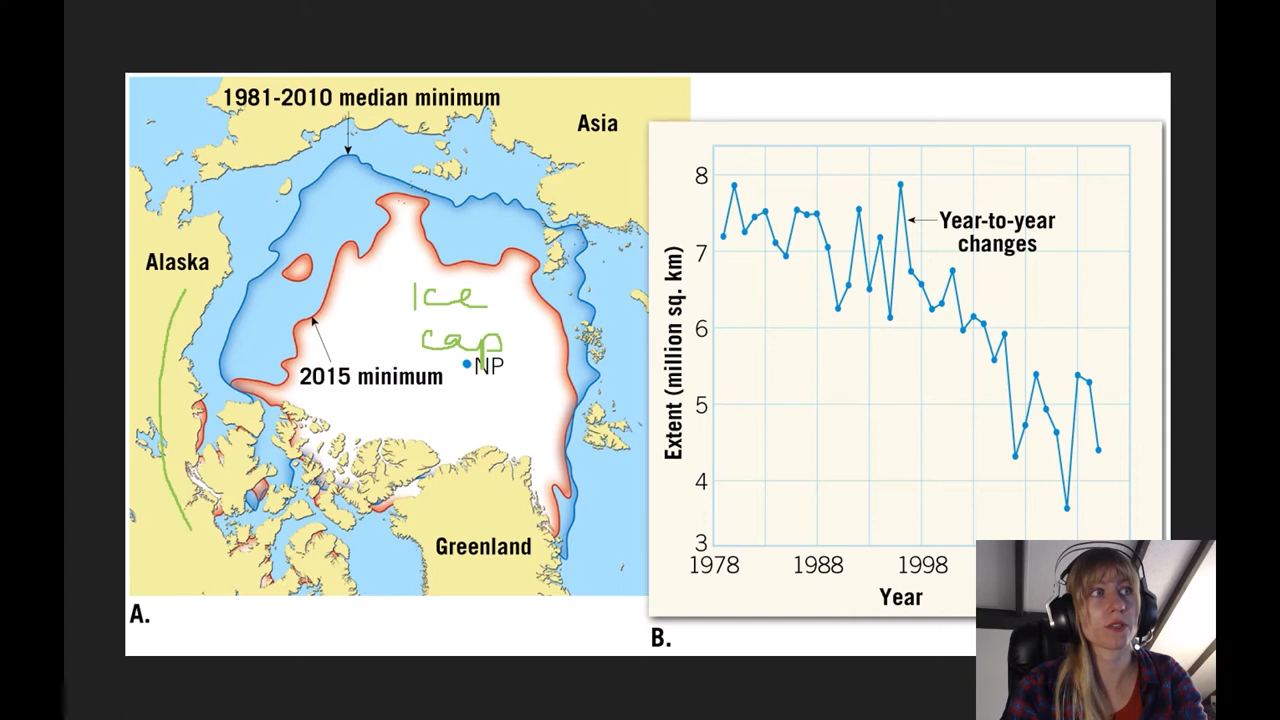 1981-2010 median minimum
Asia
Alaska
Ice
cap
NP
2015 minimum
Greenland
A.
8
7
6
5
4
3
Extent (million sq. km)
Year-to-year
changes
1978
1988
1998
Year
B.